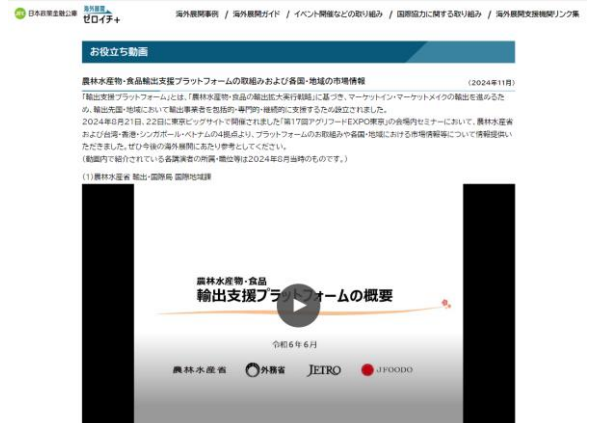 日本政策金融公庫 海外展開 ゼロイチ+ 海外展開事例 / 海外展開ガイド / イベント開催などの取り組み / 国際協力に関する取り組み / 海外展開支援機関リンク集
お役立ち動画
農林水産物・食品輸出支援プラットフォームの取組みおよび各国・地域の市場情報 (2024年11月)
「輸出支援プラットフォーム」とは、「農林水産物・食品の輸出拡大実行戦略」に基づき、マーケットイン・マーケットメイクの輸出を進めるた
め、輸出先国・地域において輸出事業者を包括的・専門的・継続的に支援するため設立されました。
2024年8月21日、22日に東京ビッグサイトで開催されました「第17回アグリフードEXPO東京」の会場内セミナーにおいて、農林水産省
および台湾・香港・シンガポール・ベトナムの4拠点より、プラットフォームのお取組みや各国・地域における市場情報等について情報提供い
ただきました。ぜひ今後の海外展開にあたり参考としてください。
(動画内で紹介されている各講演者の所属・職位等は2024年8月当時のものです。)
(1)農林水産省 輸出・国際局 国際地域課
農林水産物・食品
輸出支援プラットフォームの概要
令和6年6月
農林水産省 外務省 JETRO JFOODO